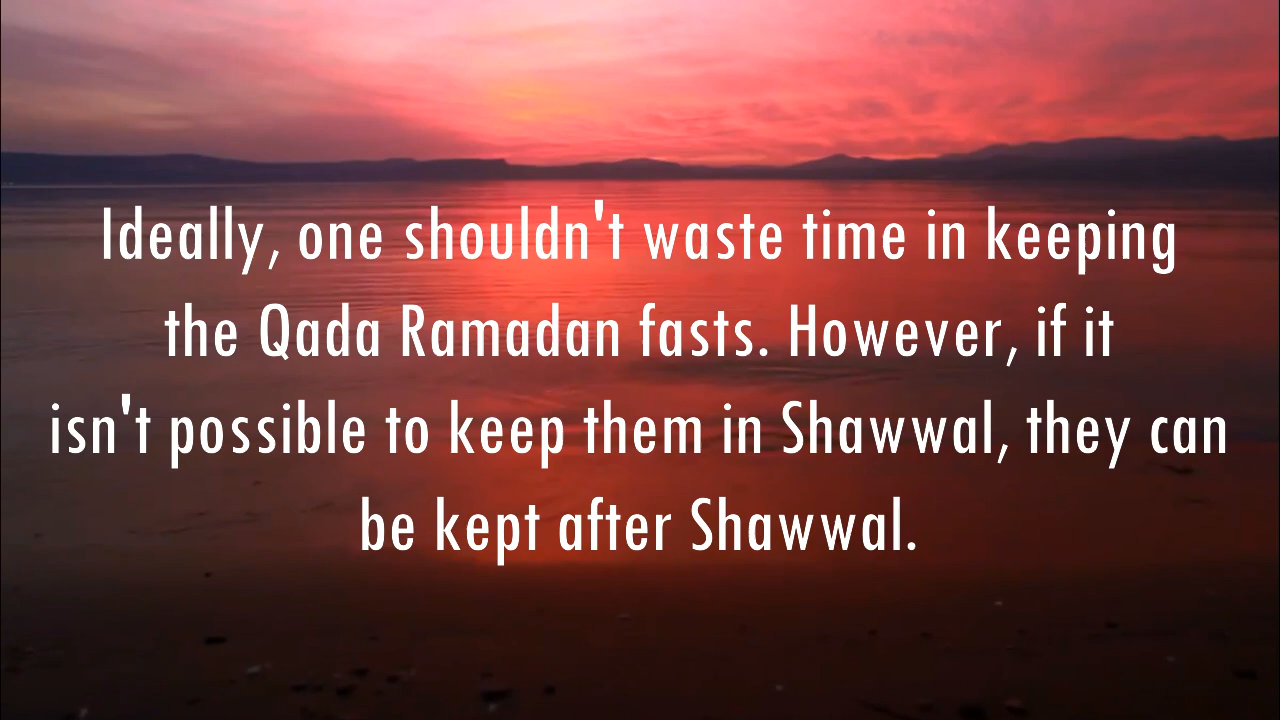 Ideally, one shouldn't waste time in keeping
the Qada Ramadan fasts. However, if it
isn't possible to keep them in Shawwal, they can
be kept after Shawwal.